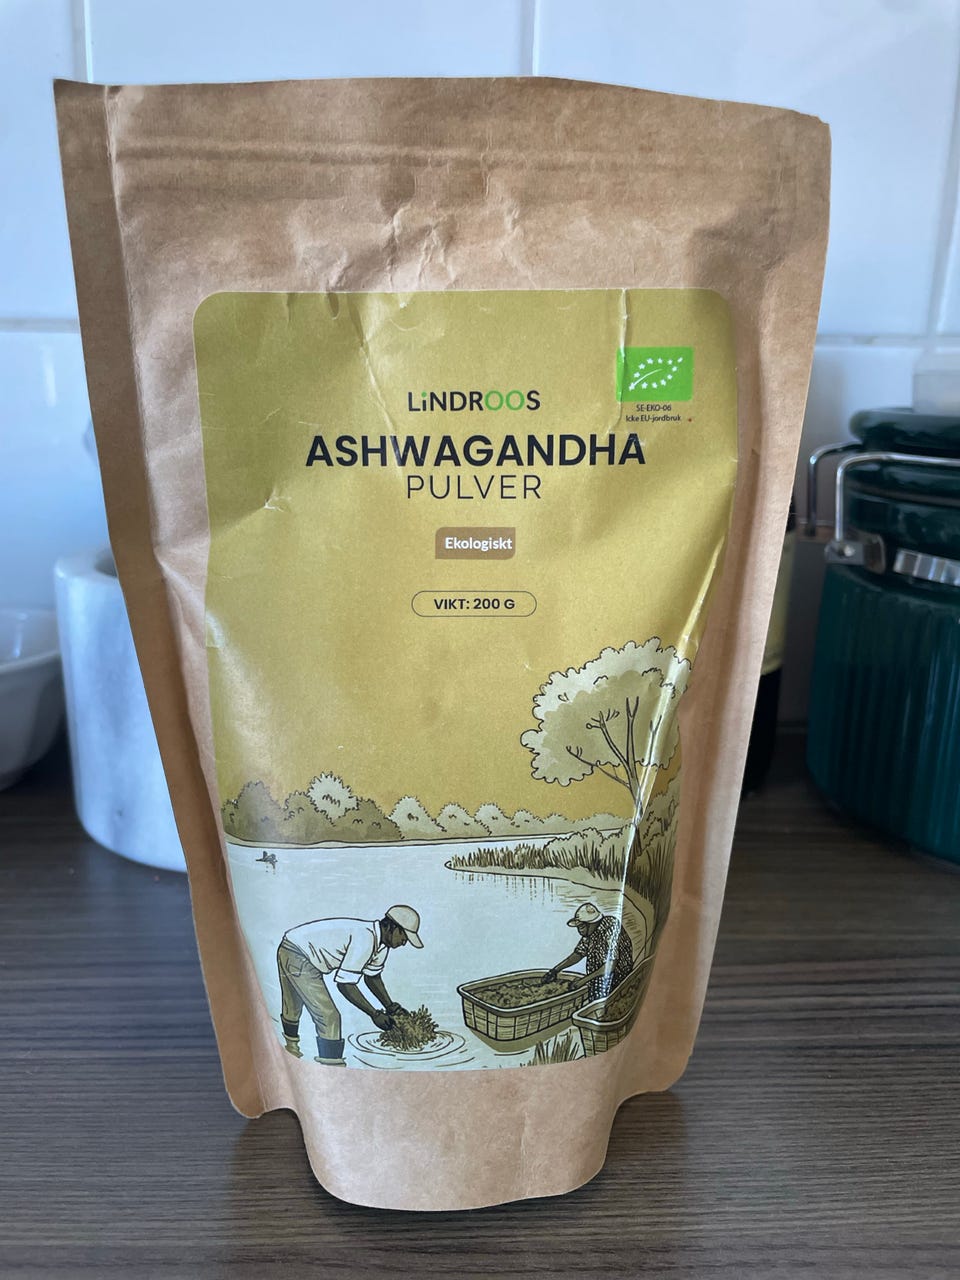 LiNDROOS
ASHWAGANDHA
PULVER
Ekologiskt
VIKT: 200 G
SE-EKO-06
Icke EU-jordbruk